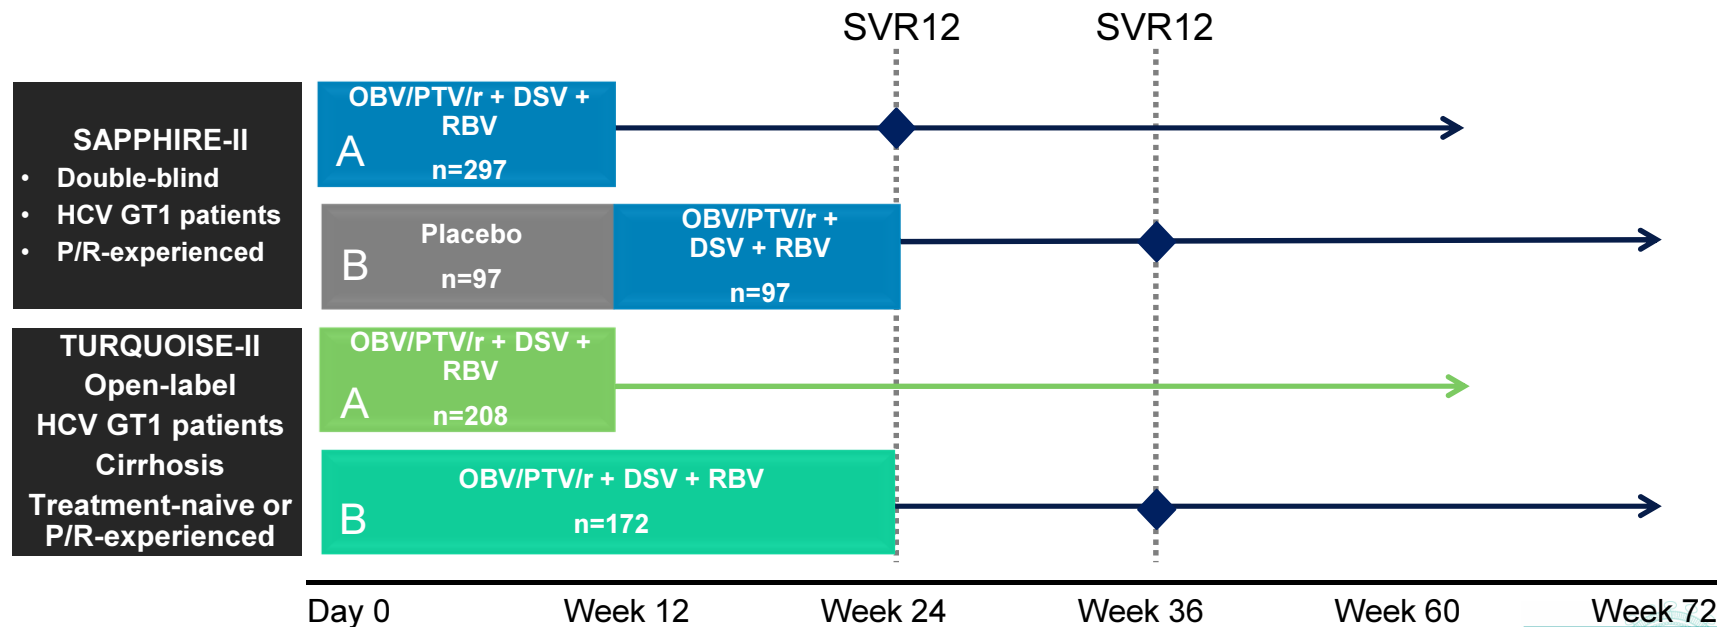 SVR12
SVR12
SAPPHIRE-II
• Double-blind
• HCV GT1 patients
• P/R-experienced
OBV/PTV/r + DSV +
RBV
A
n=297
Placebo
B
n=97
OBV/PTV/r +
DSV + RBV
n=97
TURQUOISE-II
Open-label
HCV GT1 patients
Cirrhosis
Treatment-naive or
P/R-experienced
OBV/PTV/r + DSV +
RBV
A
n=208
OBV/PTV/r + DSV + RBV
B
n=172
Day 0
Week 12
Week 24
Week 36
Week 60
Week 72